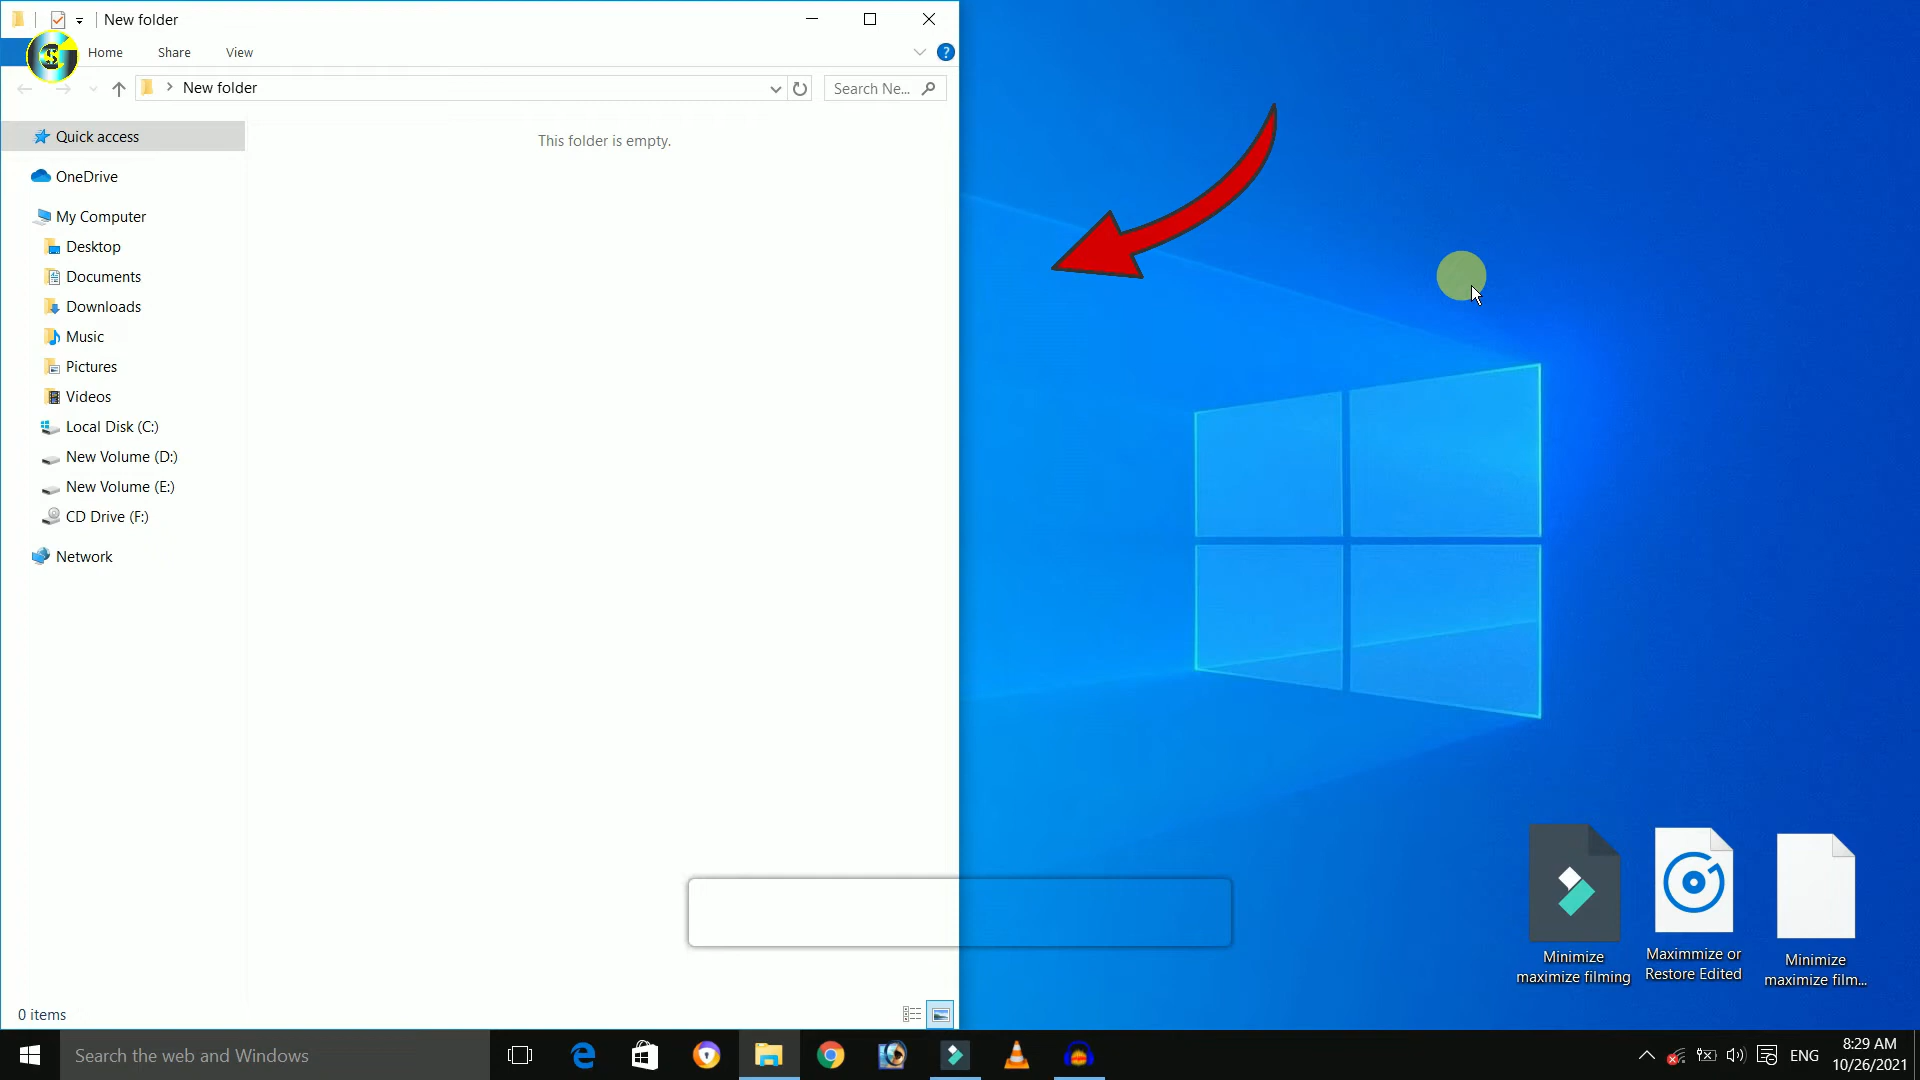 New folder
Home
Share
View
New folder
Search Ne...
Quick access
This folder is empty.
OneDrive
My Computer
Desktop
Documents
Downloads
Music
Pictures
Videos
Local Disk (C:)
New Volume (D:)
New Volume (E:)
CD Drive (F:)
Network
Minimize
maximize filming
Maximmize or
Restore Edited
Minimize
maximize film...
0 items
Search the web and Windows
ENG
8:29 AM
10/26/2021